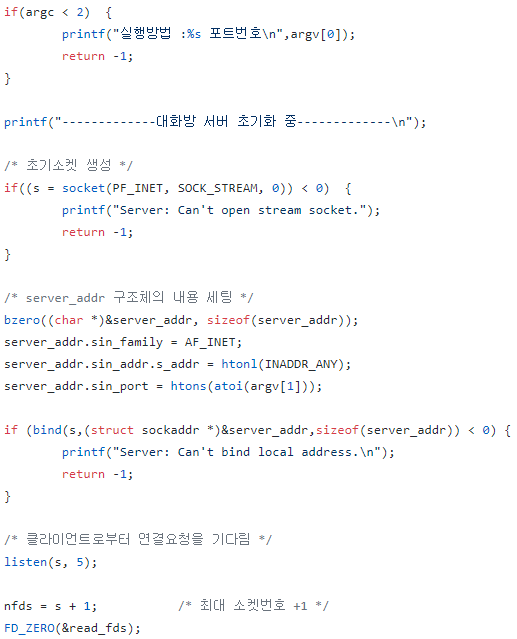 if(argc < 2)  {
        printf("실행방법 :%s 포트번호\n",argv[0]);
        return -1;
}

printf("-------------대화방 서버 초기화 중-------------\n");

/* 초기소켓 생성 */
if((s = socket(PF_INET, SOCK_STREAM, 0)) < 0)  {
        printf("Server: Can't open stream socket.");
        return -1;
}

/* server_addr 구조체의 내용 세팅 */
bzero((char *)&server_addr, sizeof(server_addr));
server_addr.sin_family = AF_INET;
server_addr.sin_addr.s_addr = htonl(INADDR_ANY);
server_addr.sin_port = htons(atoi(argv[1]));

if (bind(s,(struct sockaddr *)&server_addr,sizeof(server_addr)) < 0) {
        printf("Server: Can't bind local address.\n");
        return -1;
}

/* 클라이언트로부터 연결요청을 기다림 */
listen(s, 5);

nfds = s + 1;           /* 최대 소켓번호 +1 */
FD_ZERO(&read_fds);